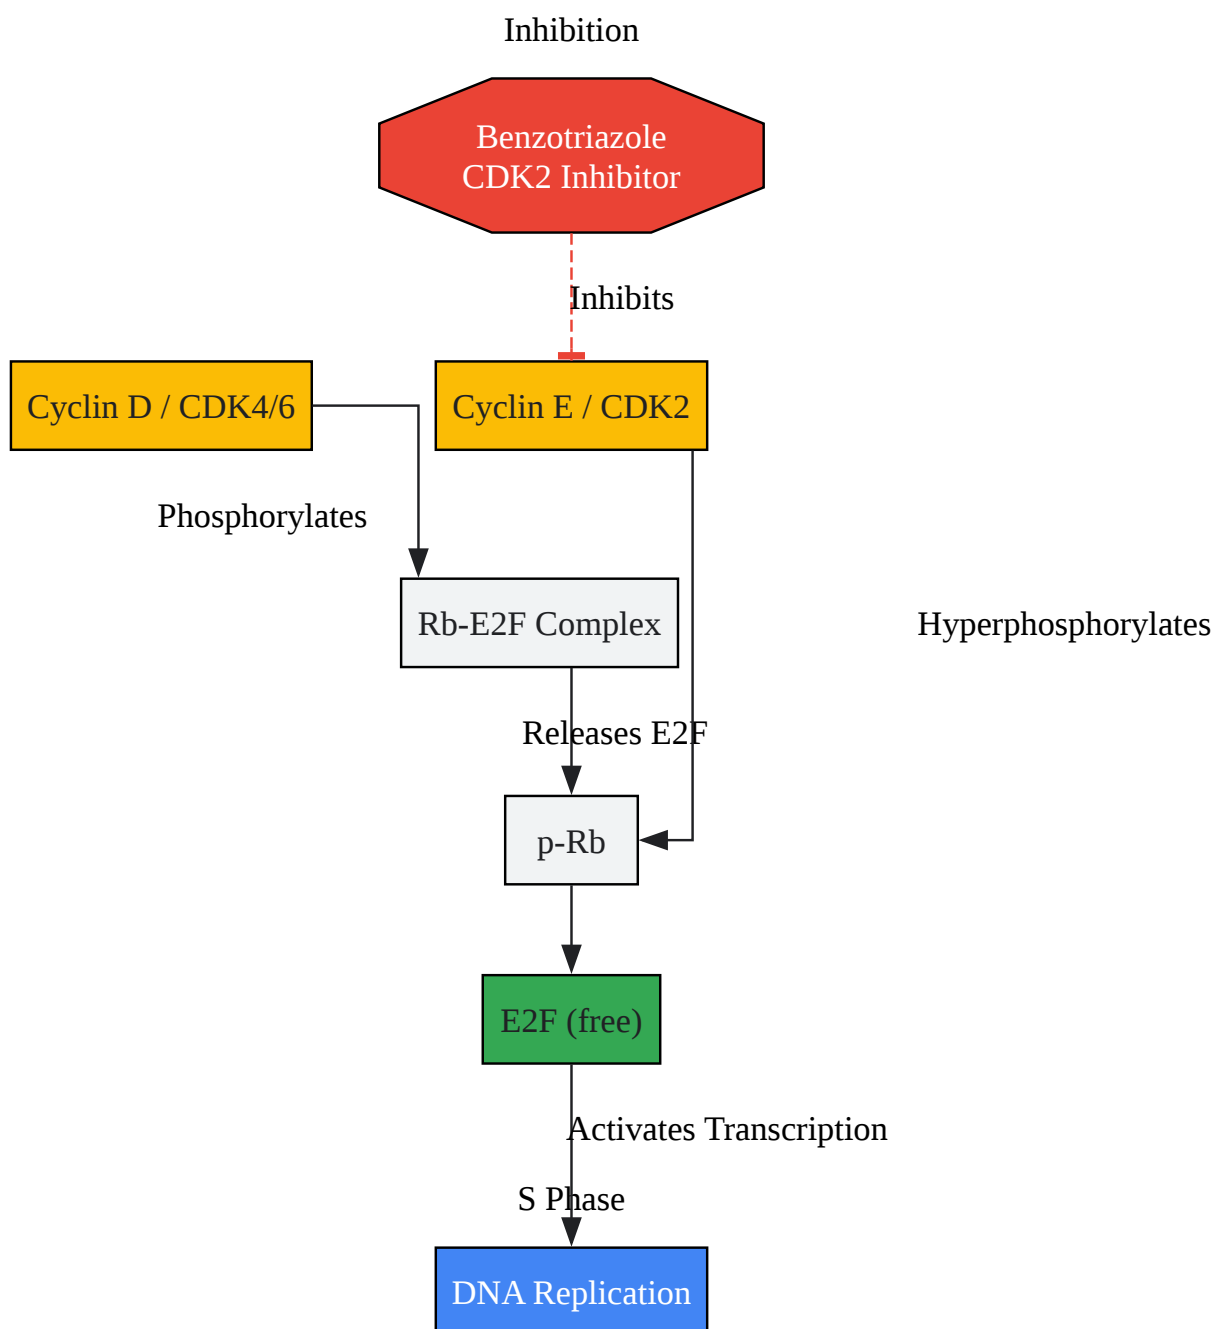 Inhibition
Benzotriazole
CDK2 Inhibitor
Inhibits
Cyclin D / CDK4/6
Cyclin E / CDK2
Phosphorylates
Rb-E2F Complex
Hyperphosphorylates
Releases E2F
p-Rb
E2F (free)
Activates Transcription
S Phase
DNA Replication